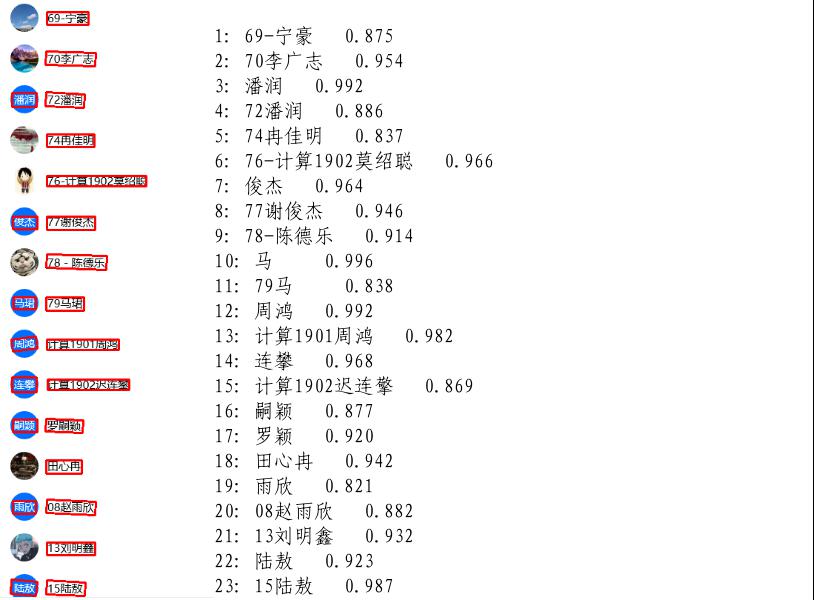 69-宁豪
70李广志
潘润 72潘润
74冉佳明
76-计算1902莫绍聪
俊杰 77谢俊杰
78 - 陈德乐
马珺 79马珺
周鸿 计算1901周鸿
连攀 计算1902迟连攀
嗣颖 罗嗣颖
田心冉
雨欣 08赵雨欣
13刘明鑫
陆敖 15陆敖
1: 69-宁豪 0.875
2: 70李广志 0.954
3: 潘润 0.992
4: 72潘润 0.886
5: 74冉佳明 0.837
6: 76-计算1902莫绍聪 0.966
7: 俊杰 0.964
8: 77谢俊杰 0.946
9: 78-陈德乐 0.914
10: 马 0.996
11: 79马 0.838
12: 周鸿 0.992
13: 计算1901周鸿 0.982
14: 连攀 0.968
15: 计算1902迟连擎 0.869
16: 嗣颖 0.877
17: 罗颖 0.920
18: 田心冉 0.942
19: 雨欣 0.821
20: 08赵雨欣 0.882
21: 13刘明鑫 0.932
22: 陆敖 0.923
23: 15陆敖 0.987